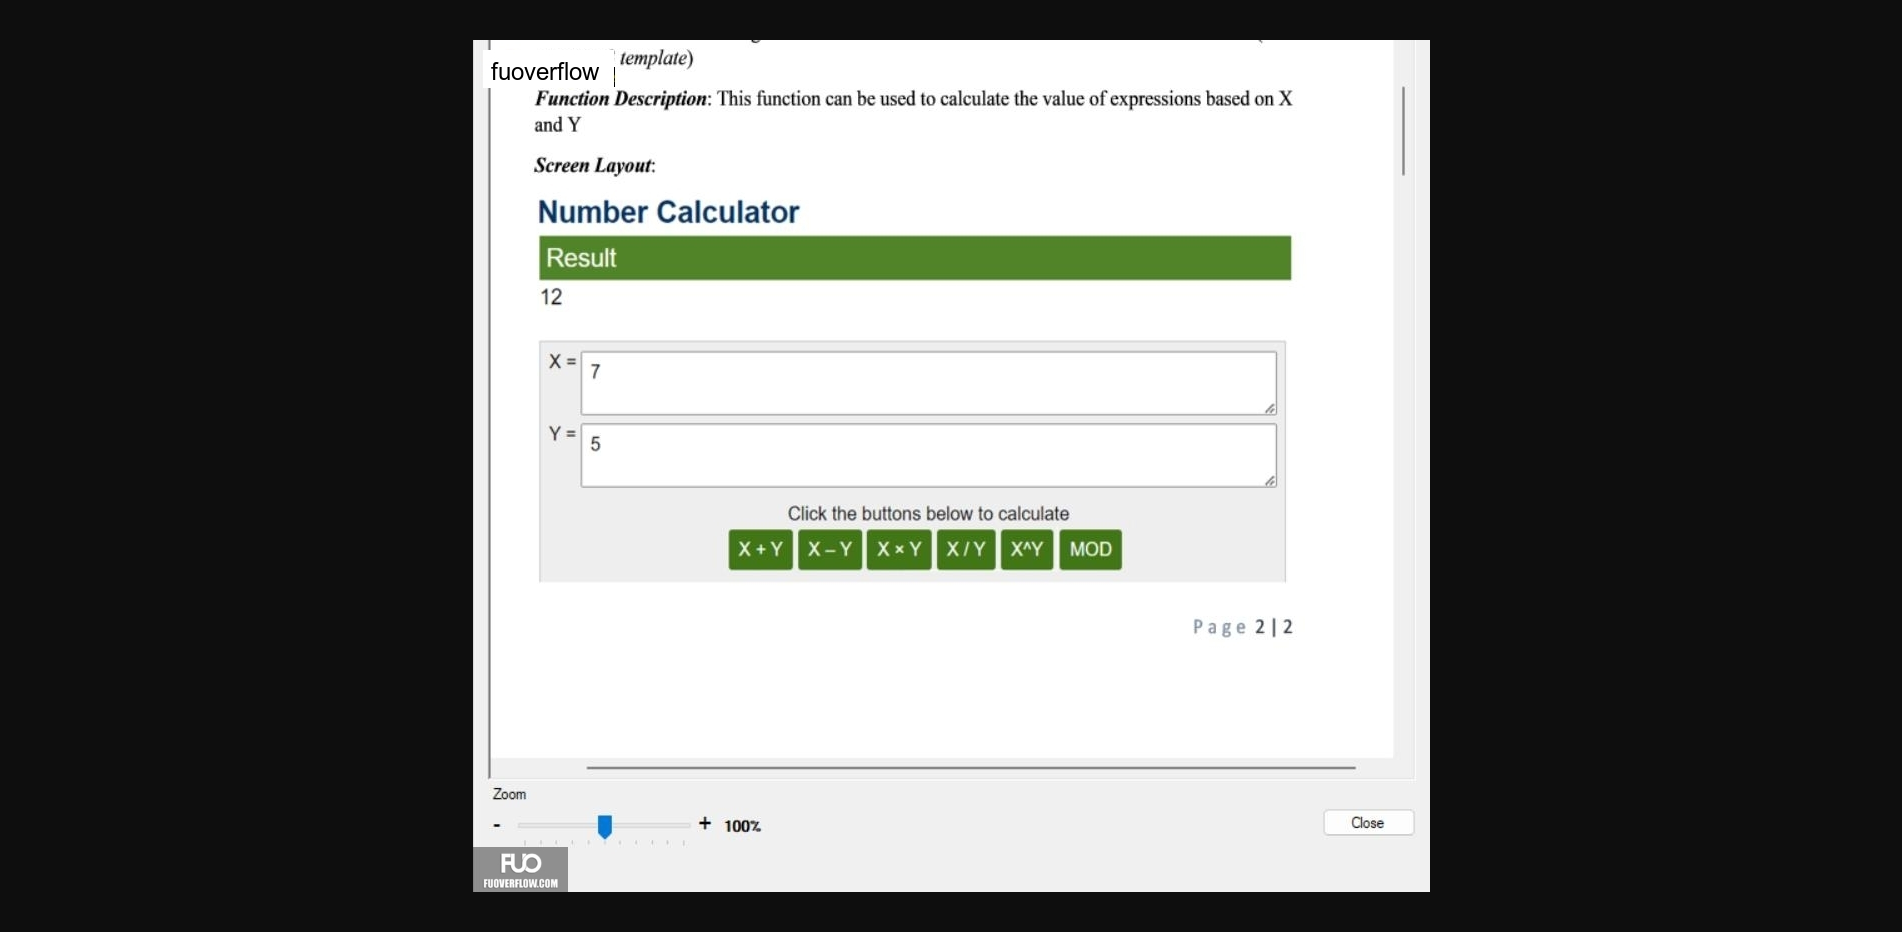 template)
fuoverflow
Function Description: This function can be used to calculate the value of expressions based on X
and Y
Screen Layout:
Number Calculator
Result
12
X =
7
Y =
5
Click the buttons below to calculate
X + Y X – Y X × Y X / Y X^Y MOD
Page 2 | 2
Zoom
- + 100%
Close
FUO
FUOVERFLOW.COM